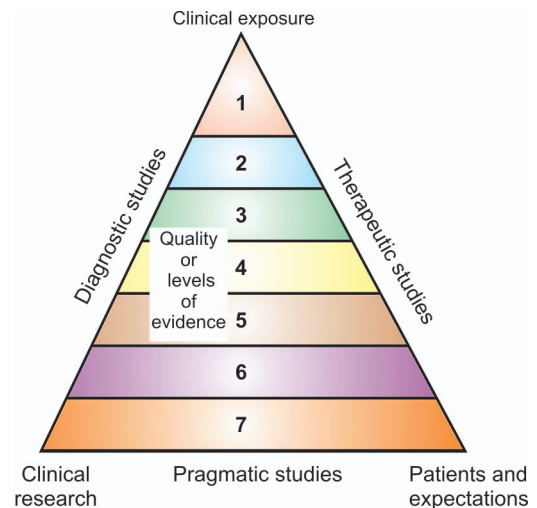 Clinical exposure
1
2
3
4
5
6
7
Diagnostic studies
Therapeutic studies
Quality
or
levels
of
evidence
Clinical
research
Pragmatic studies
Patients and
expectations